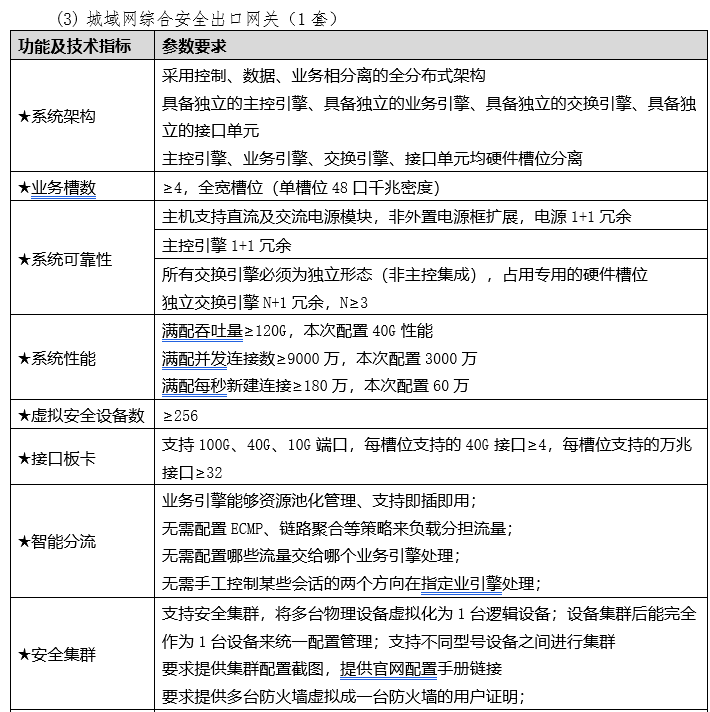 (3) 城域网综合安全出口网关（1 套）
功能及技术指标 参数要求
★系统架构
采用控制、数据、业务相分离的全分布式架构
具备独立的主控引擎、具备独立的业务引擎、具备独立的交换引擎、具备独
立的接口单元
主控引擎、业务引擎、交换引擎、接口单元均硬件槽位分离
★业务槽数 ≥4，全宽槽位（单槽位 48 口千兆密度）
★系统可靠性
主机支持直流及交流电源模块，非外置电源框扩展，电源 1+1 冗余
主控引擎 1+1 冗余
所有交换引擎必须为独立形态（非主控集成），占用专用的硬件槽位
独立交换引擎 N+1 冗余，N≥3
★系统性能
满配吞吐量≥120G，本次配置 40G 性能
满配并发连接数≥9000 万，本次配置 3000 万
满配每秒新建连接≥180 万，本次配置 60 万
★虚拟安全设备数 ≥256
★接口板卡
支持 100G、40G、10G 端口，每槽位支持的 40G 接口≥4，每槽位支持的万兆
接口≥32
★智能分流
业务引擎能够资源池化管理、支持即插即用；
无需配置 ECMP、链路聚合等策略来负载分担流量；
无需配置哪些流量交给哪个业务引擎处理；
无需手工控制某些会话的两个方向在指定业引擎处理；
★安全集群
支持安全集群，将多台物理设备虚拟化为 1 台逻辑设备；设备集群后能完全
作为 1 台设备来统一配置管理；支持不同型号设备之间进行集群
要求提供集群配置截图，提供官网配置手册链接
要求提供多台防火墙虚拟成一台防火墙的用户证明；